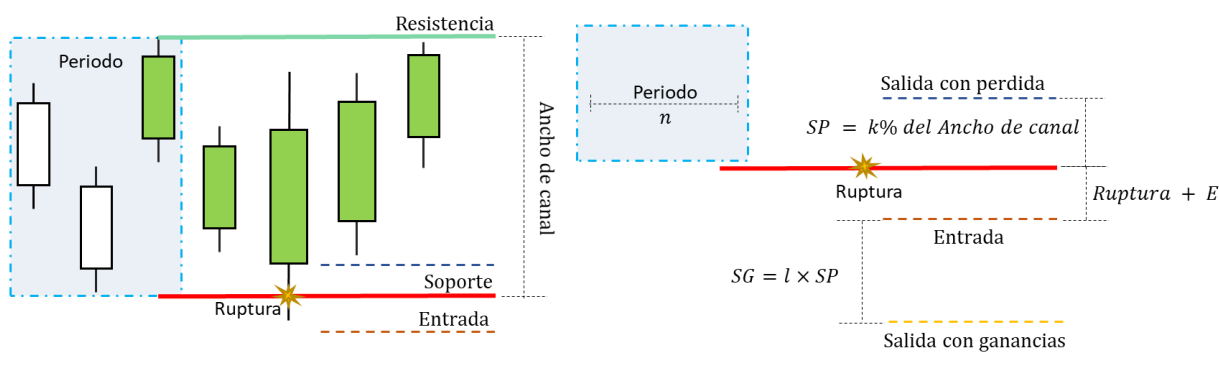 Resistencia
Periodo
Ancho de canal
Soporte
Ruptura
Entrada
Periodo
n
Salida con perdida
SP = k% del Ancho de canal
Ruptura
Ruptura + E
Entrada
SG = l × SP
Salida con ganancias